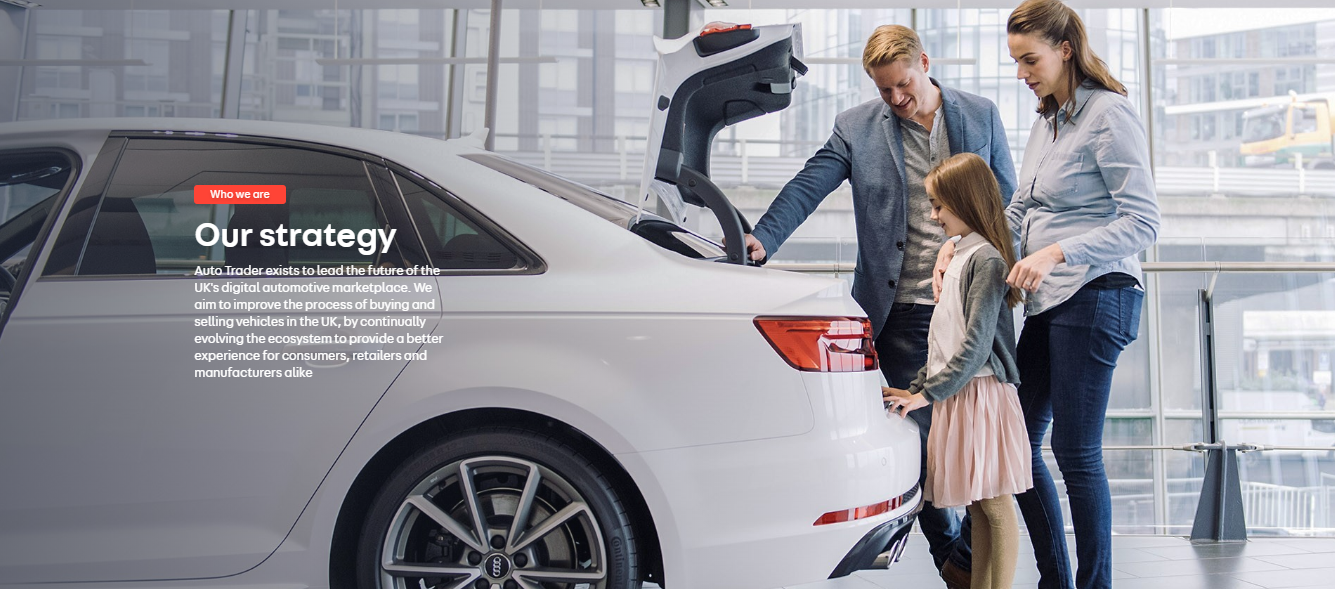 Who we are
Our strategy
Auto Trader exists to lead the future of the
UK's digital automotive marketplace. We
aim to improve the process of buying and
selling vehicles in the UK, by continually
evolving the ecosystem to provide a better
experience for consumers, retailers and
manufacturers alike